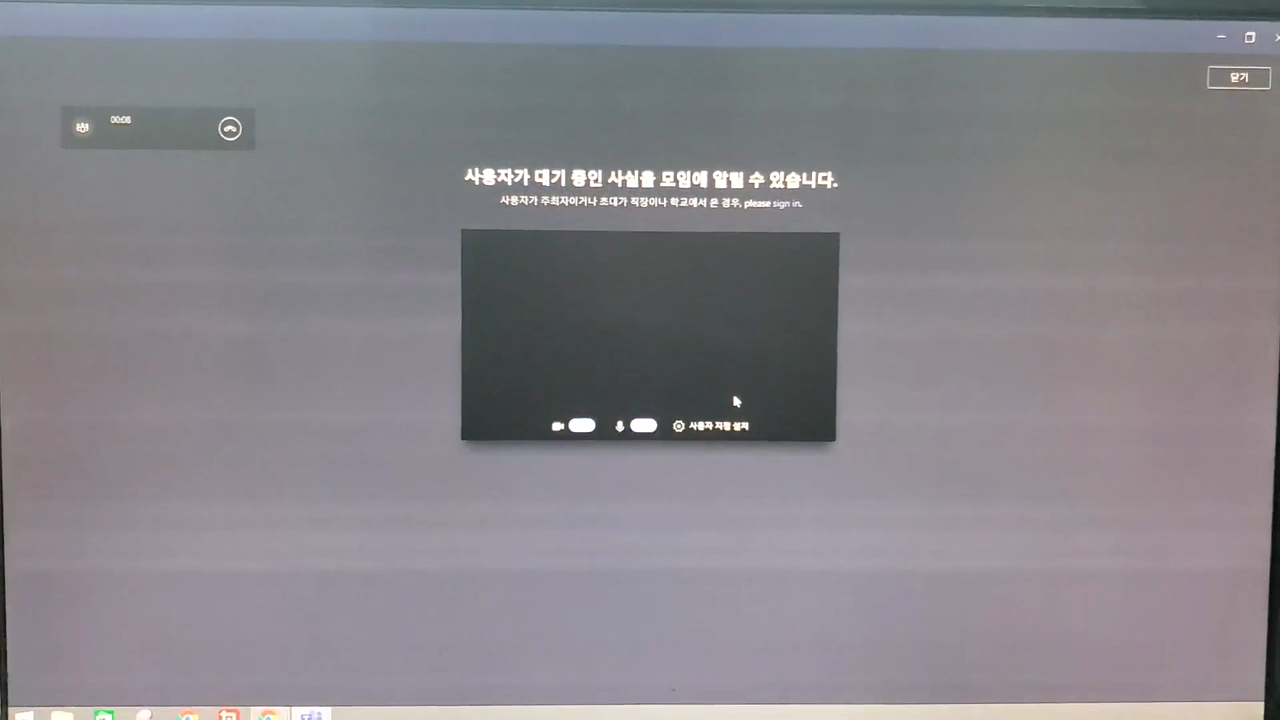 닫기
00:08
사용자가 대기 중인 사실을 모임에 알릴 수 있습니다.
사용자가 주최자이거나 초대가 직장이나 학교에서 온 경우, please sign in.
사용자 지정 설치